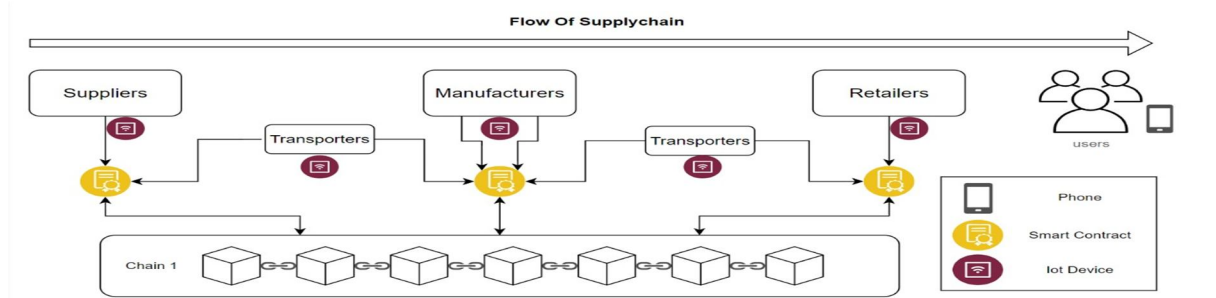 Flow Of Supplychain
Suppliers
Manufacturers
Retailers
Transporters
Transporters
users
Phone
Smart Contract
Iot Device
Chain 1